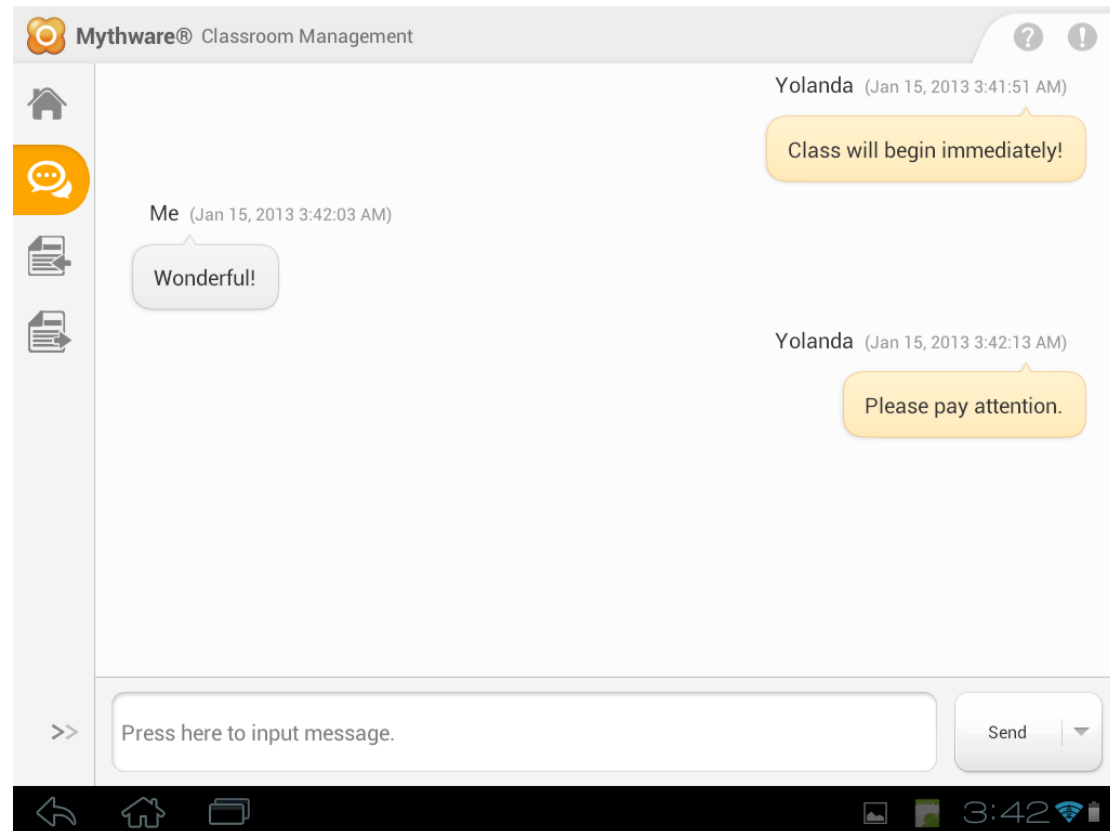 Mythware® Classroom Management
Yolanda (Jan 15, 2013 3:41:51 AM)
Class will begin immediately!
Me (Jan 15, 2013 3:42:03 AM)
Wonderful!
Yolanda (Jan 15, 2013 3:42:13 AM)
Please pay attention.
>> Press here to input message. Send
3:42